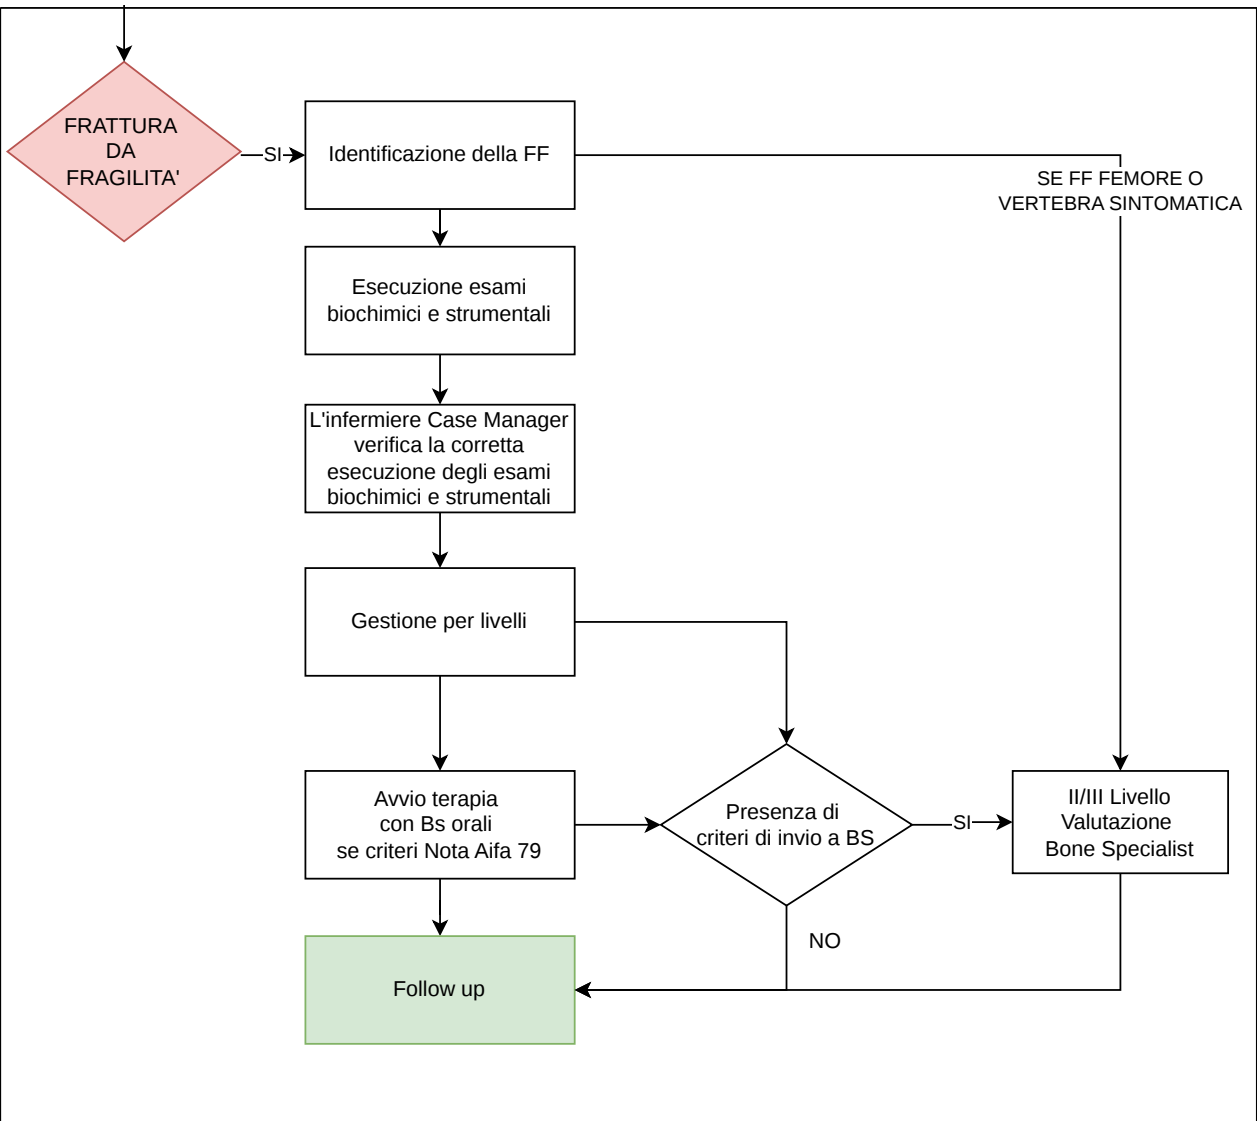 FRATTURA
DA
FRAGILITA'
SI
Identificazione della FF
SE FF FEMORE O
VERTEBRA SINTOMATICA
Esecuzione esami
biochimici e strumentali
L'infermiere Case Manager
verifica la corretta
esecuzione degli esami
biochimici e strumentali
Gestione per livelli
Avvio terapia
con Bs orali
se criteri Nota Aifa 79
Presenza di
criteri di invio a BS
SI
II/III Livello
Valutazione
Bone Specialist
NO
Follow up